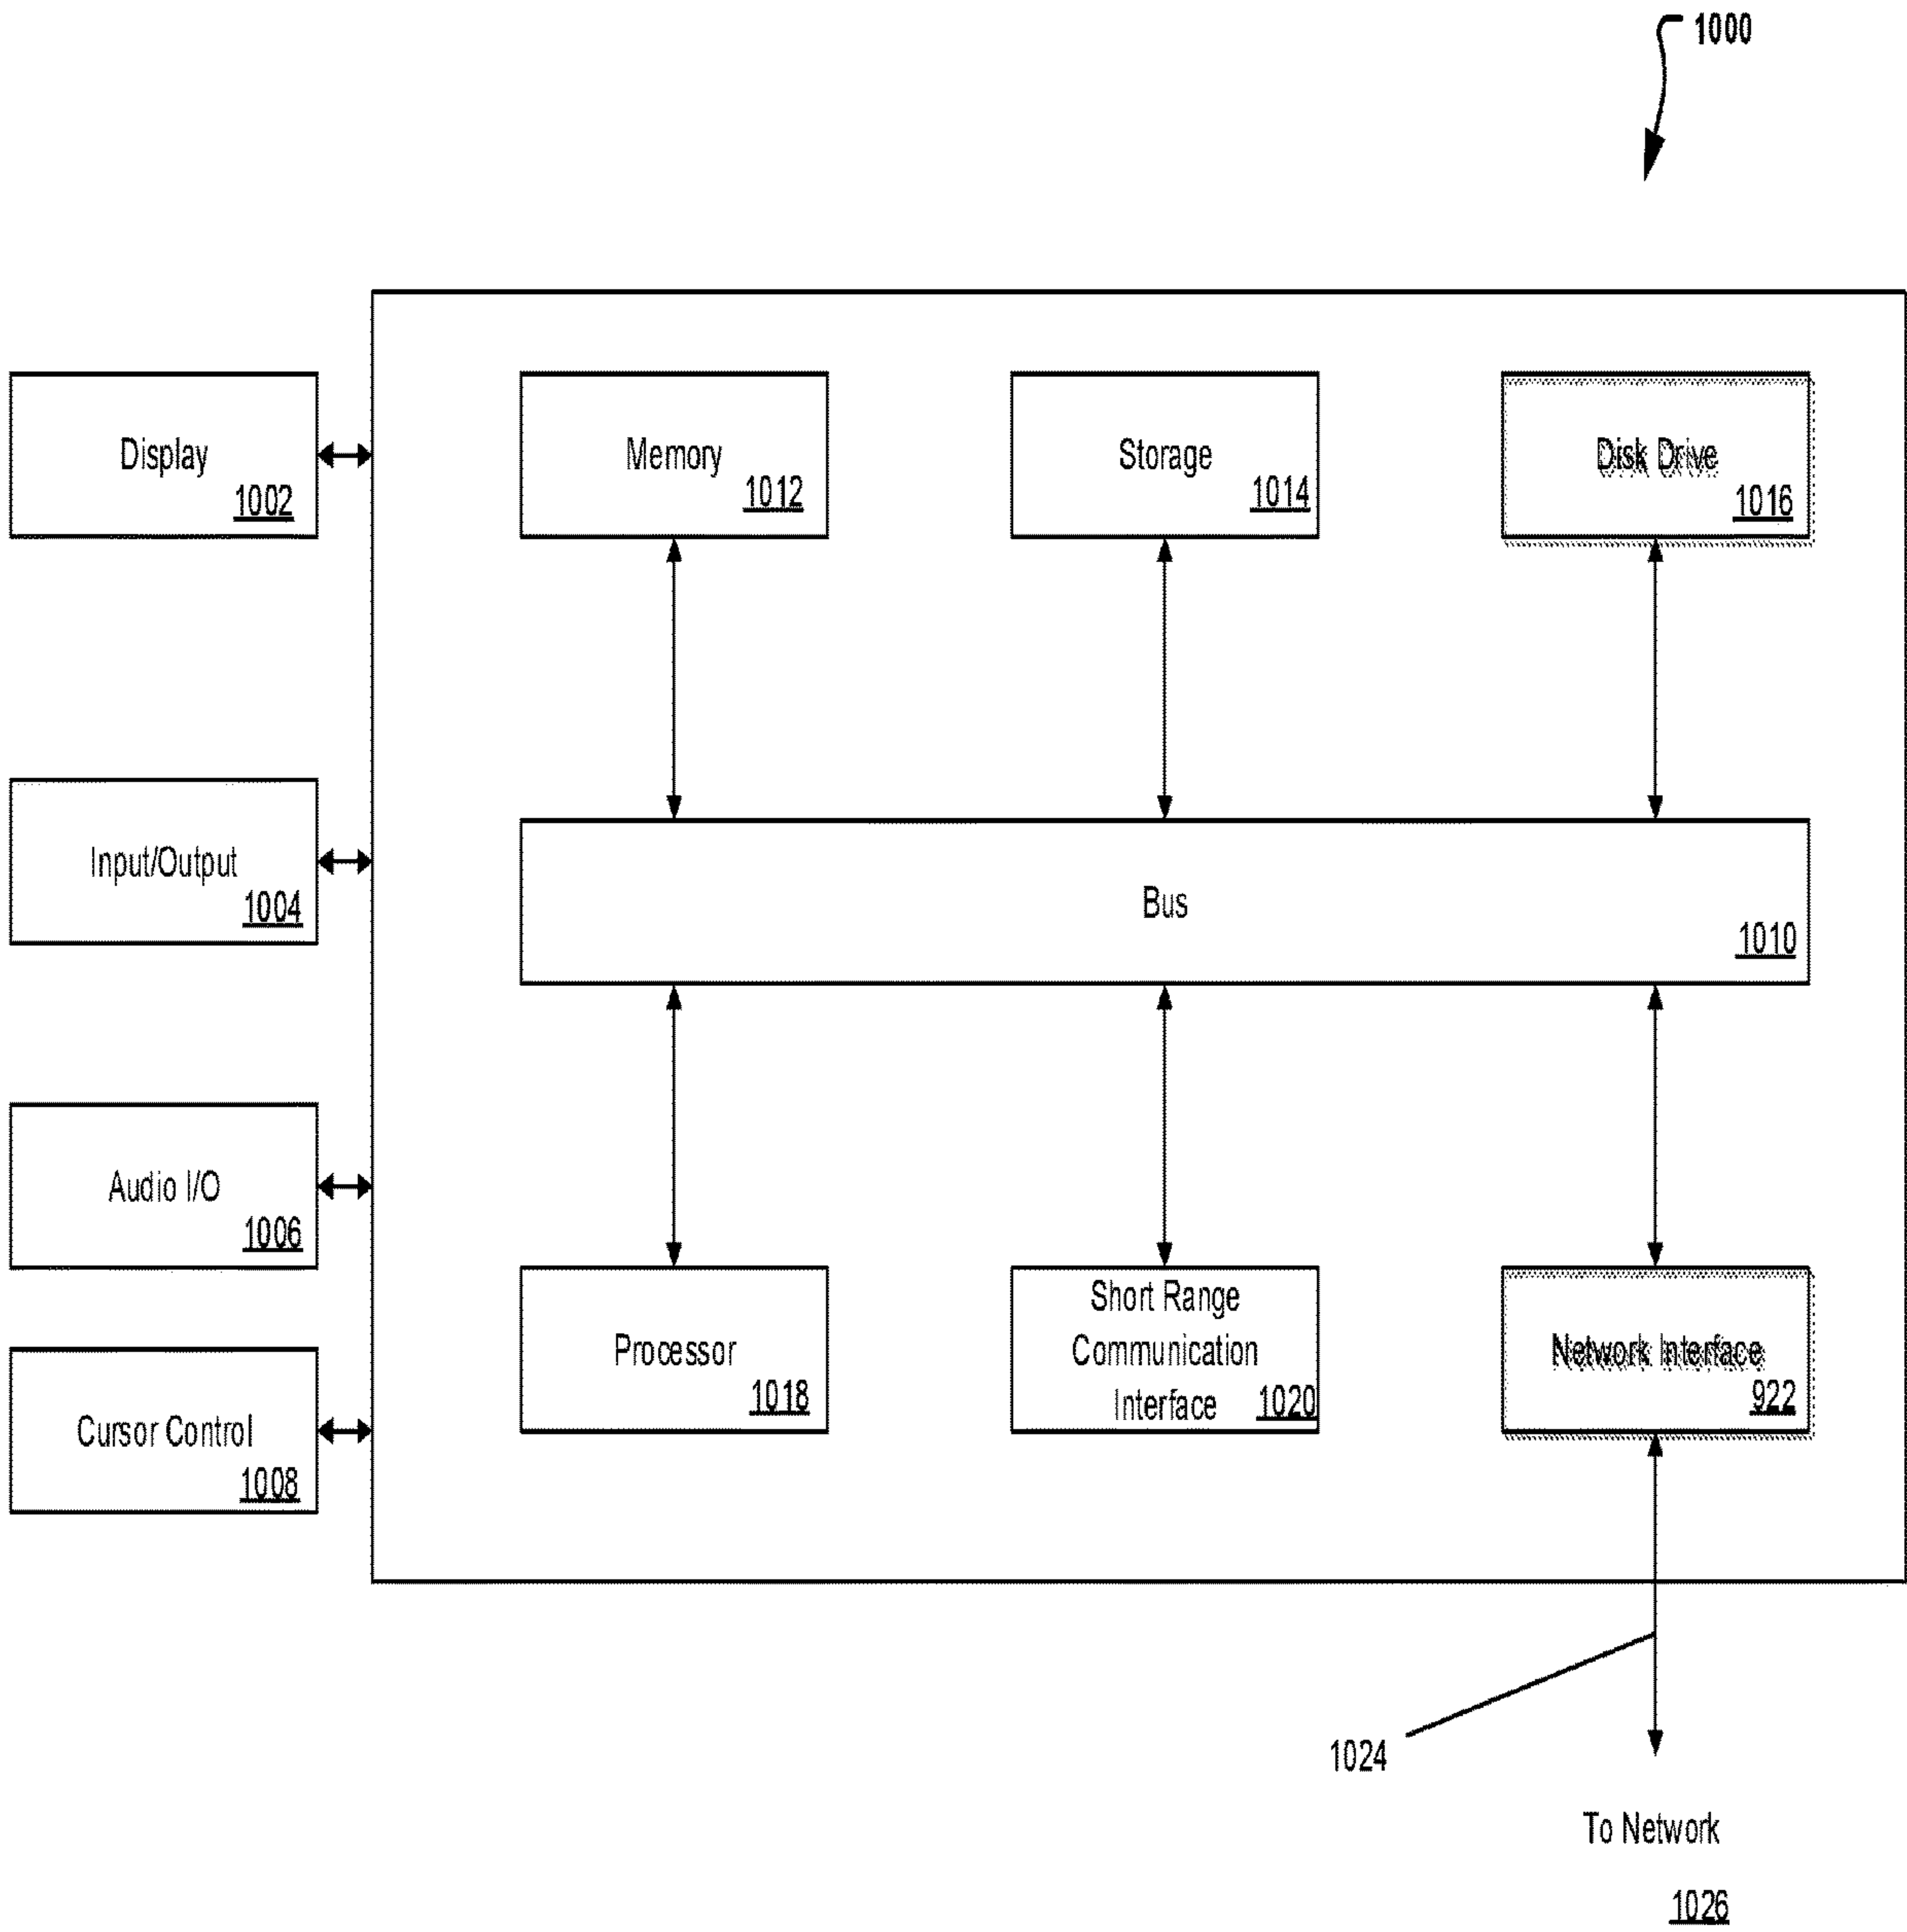 1000
Display
1002
Memory
1012
Storage
1014
Disk Drive
1016
Input/Output
1004
Bus
1010
Audio I/O
1006
Processor
1018
Short Range
Communication
Interface
1020
Network Interface
922
Cursor Control
1008
1024
To Network
1026